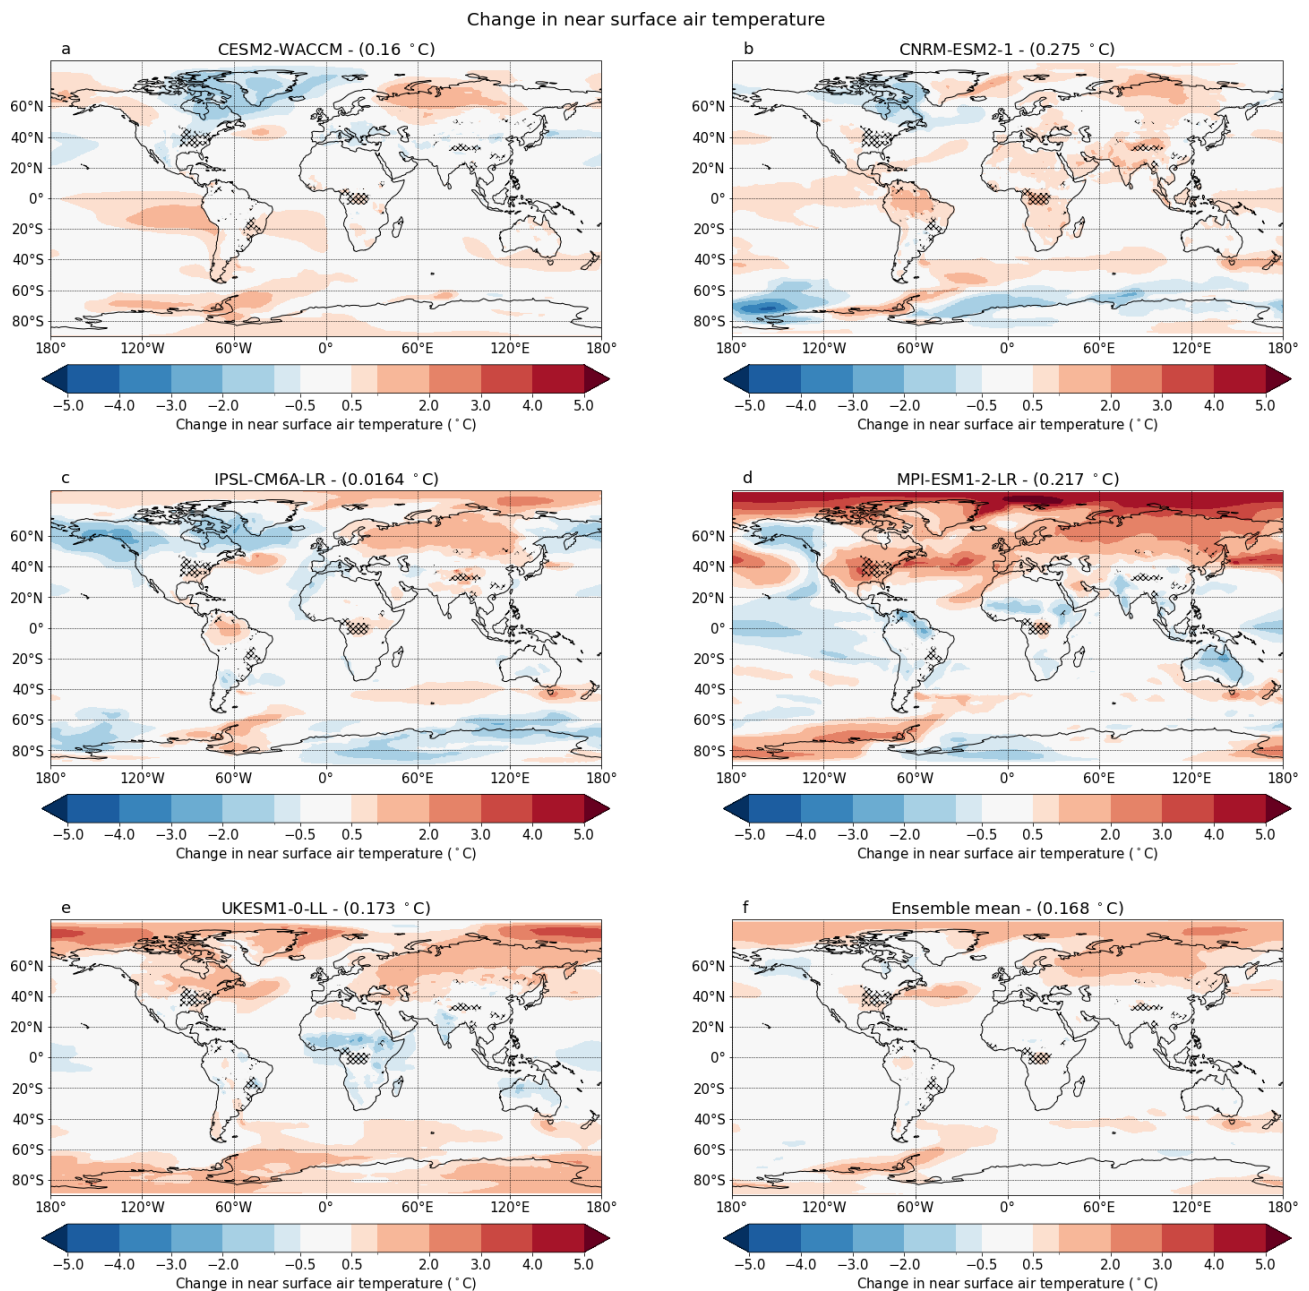 Change in near surface air temperature
a
CESM2-WACCM - (0.16 °C)
60°N
40°N
20°N
0°
20°S
40°S
60°S
80°S
180°
120°W
60°W
0°
60°E
120°E
180°
−5.0
−4.0
−3.0
−2.0
−0.5
0.5
2.0
3.0
4.0
5.0
Change in near surface air temperature (°C)
b
CNRM-ESM2-1 - (0.275 °C)
60°N
40°N
20°N
0°
20°S
40°S
60°S
80°S
180°
120°W
60°W
0°
60°E
120°E
180°
−5.0
−4.0
−3.0
−2.0
−0.5
0.5
2.0
3.0
4.0
5.0
Change in near surface air temperature (°C)
c
IPSL-CM6A-LR - (0.0164 °C)
60°N
40°N
20°N
0°
20°S
40°S
60°S
80°S
180°
120°W
60°W
0°
60°E
120°E
180°
−5.0
−4.0
−3.0
−2.0
−0.5
0.5
2.0
3.0
4.0
5.0
Change in near surface air temperature (°C)
d
MPI-ESM1-2-LR - (0.217 °C)
60°N
40°N
20°N
0°
20°S
40°S
60°S
80°S
180°
120°W
60°W
0°
60°E
120°E
180°
−5.0
−4.0
−3.0
−2.0
−0.5
0.5
2.0
3.0
4.0
5.0
Change in near surface air temperature (°C)
e
UKESM1-0-LL - (0.173 °C)
60°N
40°N
20°N
0°
20°S
40°S
60°S
80°S
180°
120°W
60°W
0°
60°E
120°E
180°
−5.0
−4.0
−3.0
−2.0
−0.5
0.5
2.0
3.0
4.0
5.0
Change in near surface air temperature (°C)
f
Ensemble mean - (0.168 °C)
60°N
40°N
20°N
0°
20°S
40°S
60°S
80°S
180°
120°W
60°W
0°
60°E
120°E
180°
−5.0
−4.0
−3.0
−2.0
−0.5
0.5
2.0
3.0
4.0
5.0
Change in near surface air temperature (°C)